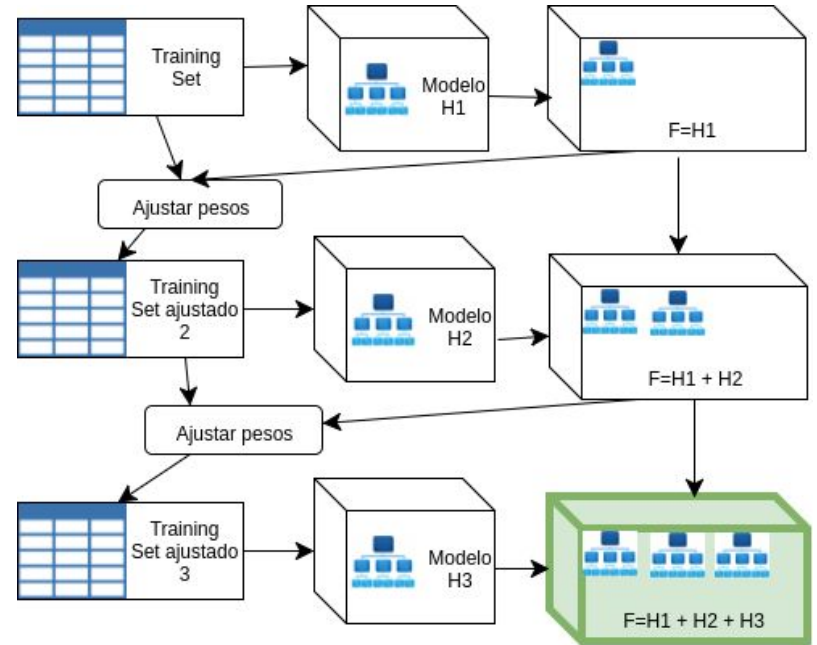 Training
Set
Modelo
H1
F=H1
Ajustar pesos
Training
Set ajustado
2
Modelo
H2
F=H1 + H2
Ajustar pesos
Training
Set ajustado
3
Modelo
H3
F=H1 + H2 + H3